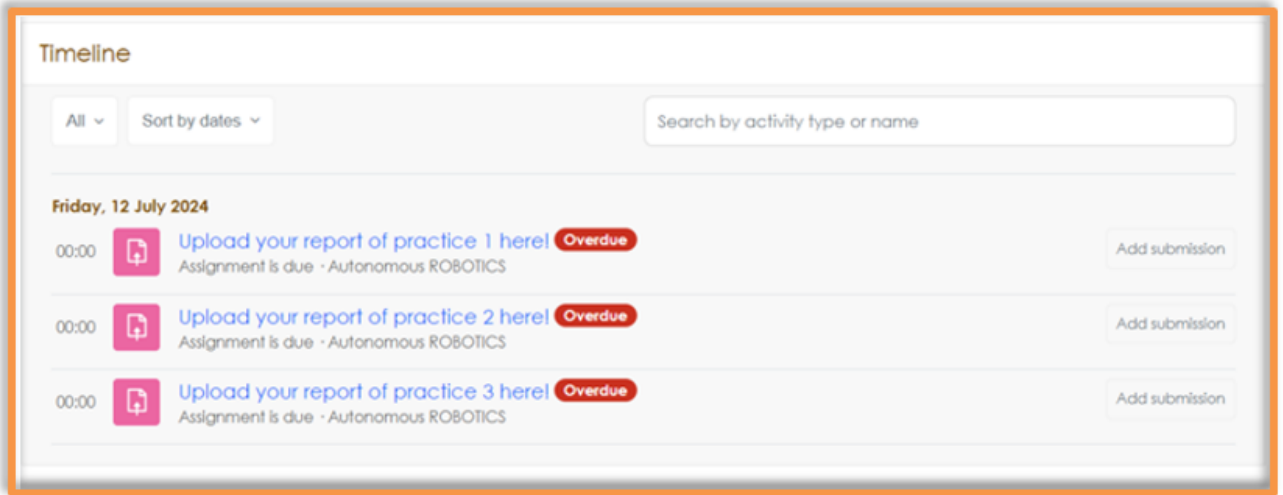 Timeline
All Sort by dates Search by activity type or name
Friday, 12 July 2024
00:00 Upload your report of practice 1 here! Overdue Add submission
Assignment is due · Autonomous ROBOTICS
00:00 Upload your report of practice 2 here! Overdue Add submission
Assignment is due · Autonomous ROBOTICS
00:00 Upload your report of practice 3 here! Overdue Add submission
Assignment is due · Autonomous ROBOTICS